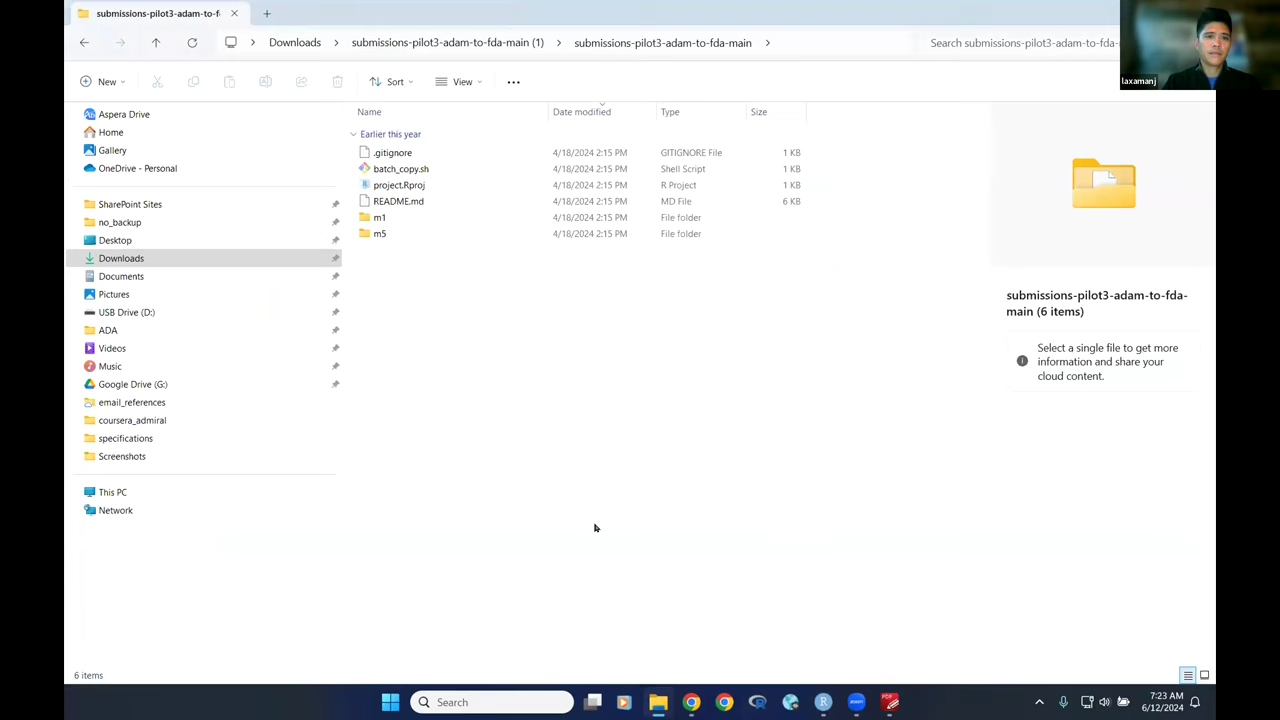 submissions-pilot3-adam-to-f
Downloads
submissions-pilot3-adam-to-fda-main (1)
submissions-pilot3-adam-to-fda-main
Search submissions-pilot3-adam-to-fda-
laxamanj
New
Sort
View
Aspera Drive
Home
Gallery
OneDrive - Personal
SharePoint Sites
no_backup
Desktop
Downloads
Documents
Pictures
USB Drive (D:)
ADA
Videos
Music
Google Drive (G:)
email_references
coursera_admiral
specifications
Screenshots
This PC
Network
Name Date modified Type Size
Earlier this year
.gitignore 4/18/2024 2:15 PM GITIGNORE File 1 KB
batch_copy.sh 4/18/2024 2:15 PM Shell Script 1 KB
project.Rproj 4/18/2024 2:15 PM R Project 1 KB
README.md 4/18/2024 2:15 PM MD File 6 KB
m1 4/18/2024 2:15 PM File folder
m5 4/18/2024 2:15 PM File folder
submissions-pilot3-adam-to-fda-
main (6 items)
Select a single file to get more
information and share your
cloud content.
6 items
Search
7:23 AM
6/12/2024